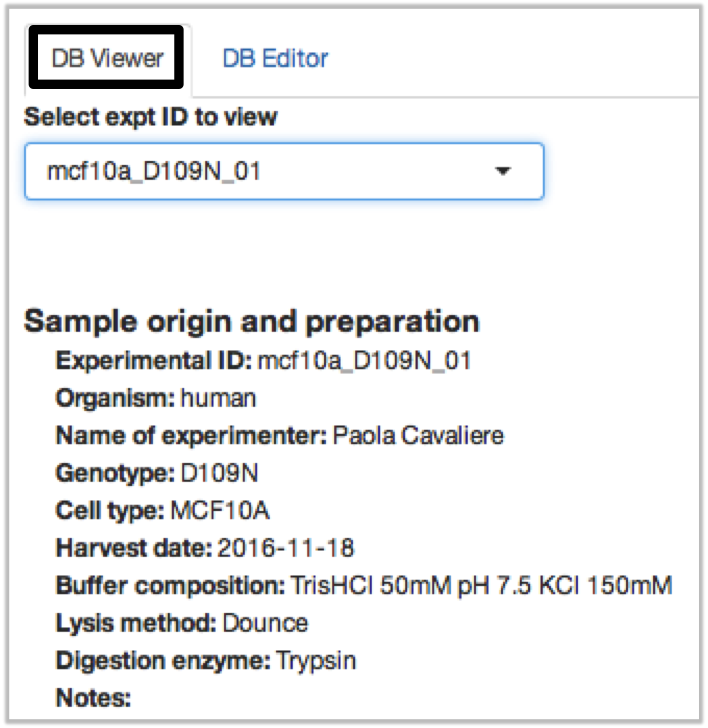 DB Viewer DB Editor
Select expt ID to view
mcf10a_D109N_01
Sample origin and preparation
Experimental ID: mcf10a_D109N_01
Organism: human
Name of experimenter: Paola Cavaliere
Genotype: D109N
Cell type: MCF10A
Harvest date: 2016-11-18
Buffer composition: TrisHCl 50mM pH 7.5 KCl 150mM
Lysis method: Dounce
Digestion enzyme: Trypsin
Notes: